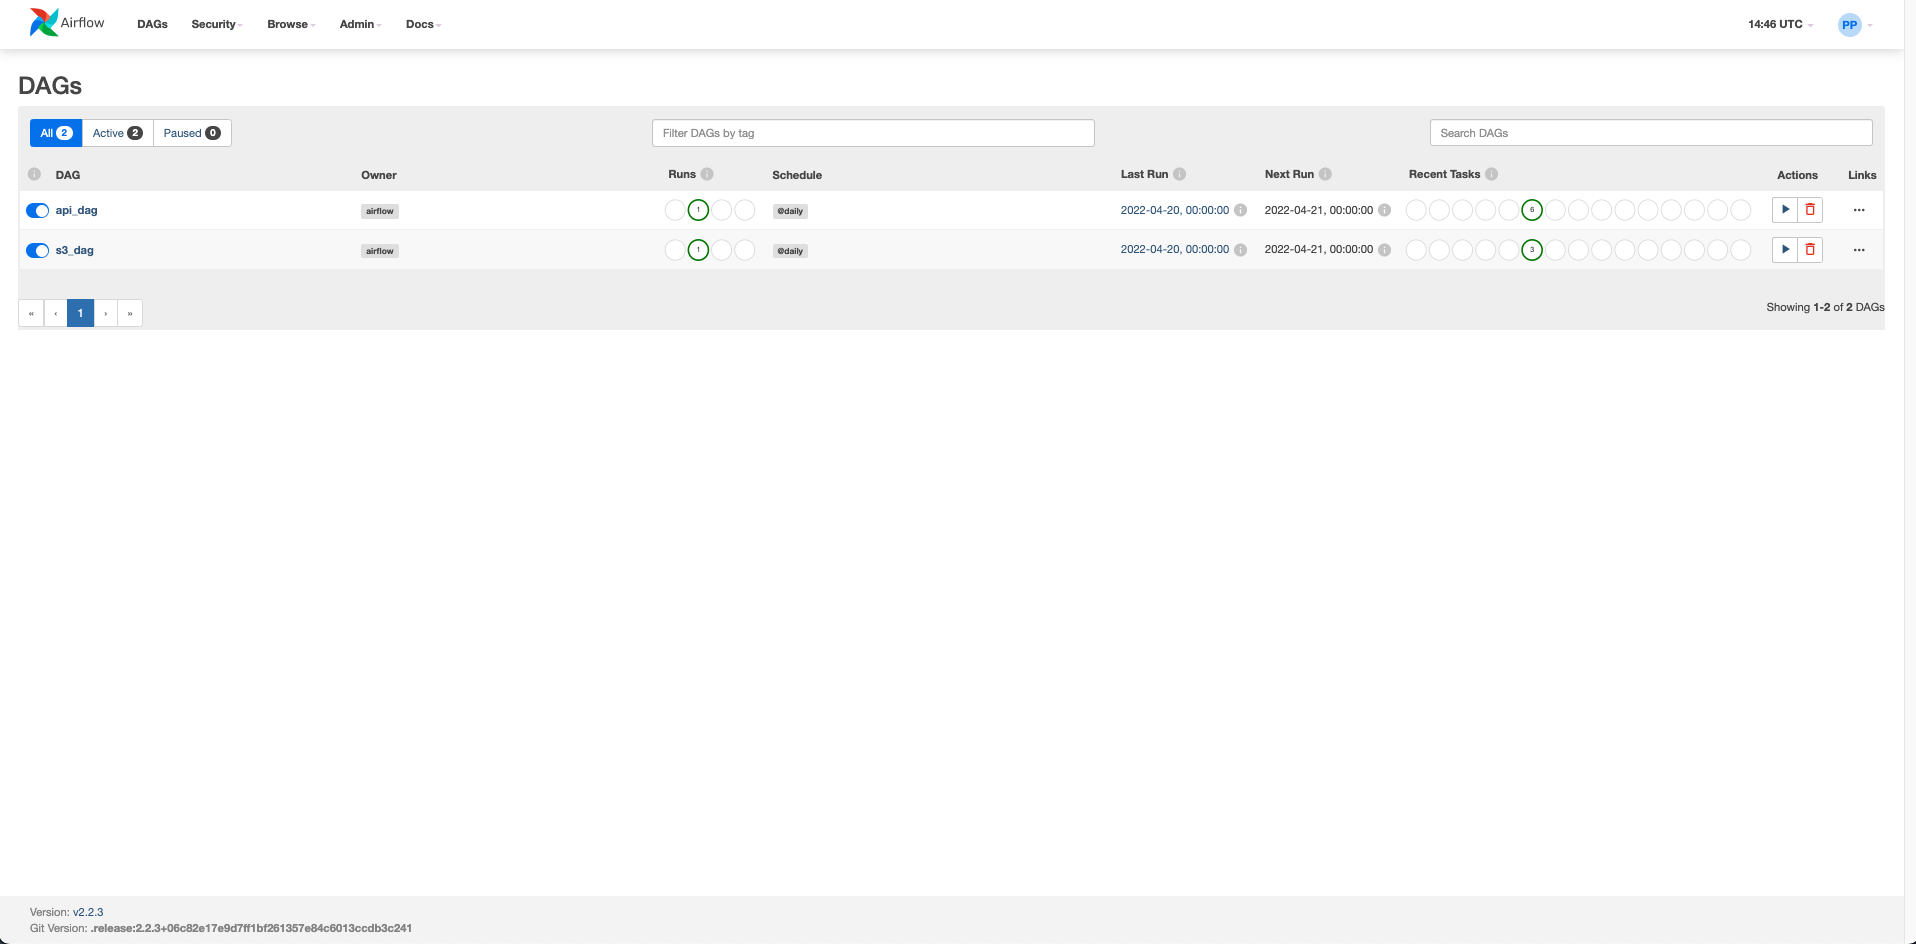 Airflow DAGs Security Browse Admin Docs 14:46 UTC PP
DAGs
All 2 Active 2 Paused 0 Filter DAGs by tag Search DAGs
DAG Owner Runs Schedule Last Run Next Run Recent Tasks Actions Links
api_dag airflow 1 @daily 2022-04-20, 00:00:00 2022-04-21, 00:00:00 6 ...
s3_dag airflow 1 @daily 2022-04-20, 00:00:00 2022-04-21, 00:00:00 3 ...
« ‹ 1 › » Showing 1-2 of 2 DAGs
Version: v2.2.3
Git Version: .release:2.2.3+06c82e17e9d7ff1bf261357e84c6013ccdb3c241